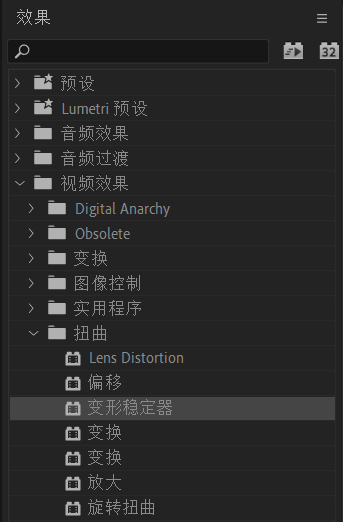 效果
32
预设
Lumetri 预设
音频效果
音频过渡
视频效果
Digital Anarchy
Obsolete
变换
图像控制
实用程序
扭曲
Lens Distortion
偏移
变形稳定器
变换
变换
放大
旋转扭曲